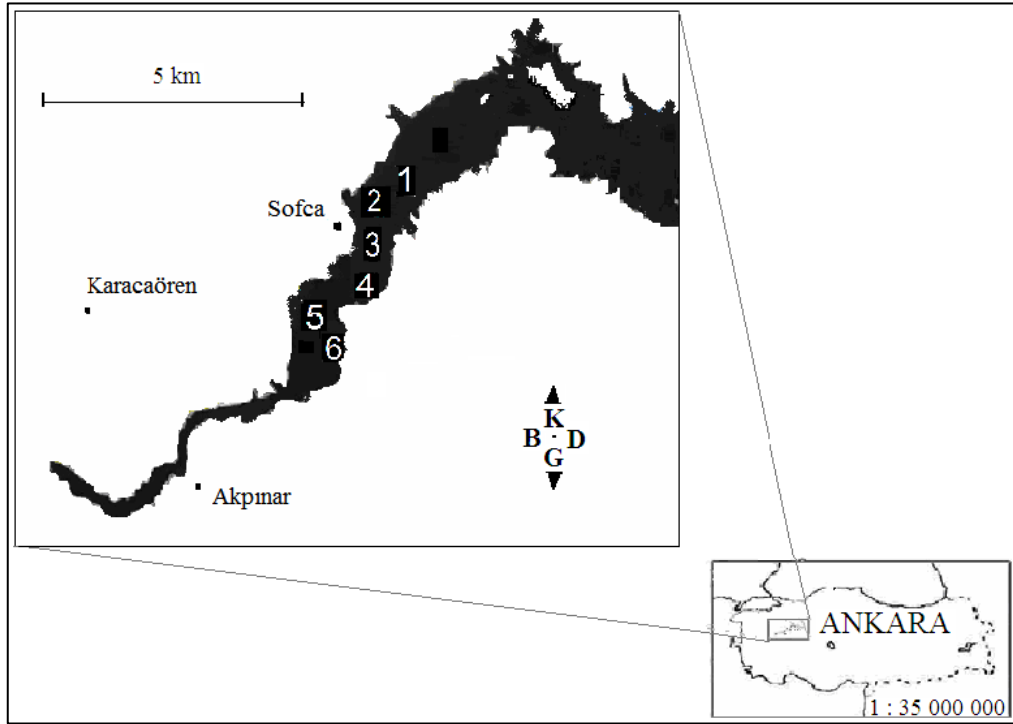 5 km
1
2
Sofca
3
4
Karacaören
5
6
K
B D
G
Akpınar
ANKARA
1 : 35 000 000